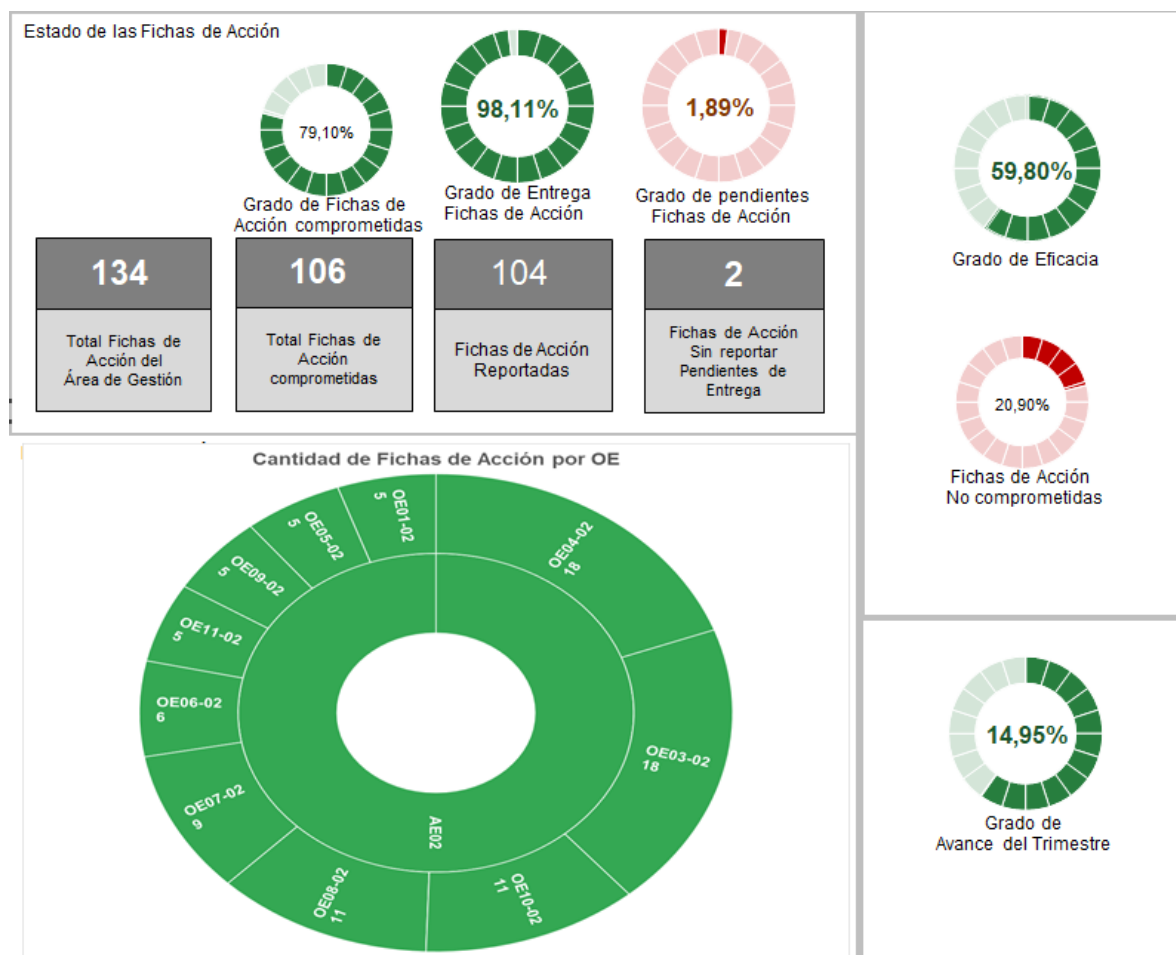 Estado de las Fichas de Acción
79,10%
Grado de Fichas de
Acción comprometidas
98,11%
Grado de Entrega
Fichas de Acción
1,89%
Grado de pendientes
Fichas de Acción
134
Total Fichas de
Acción del
Área de Gestión
106
Total Fichas de
Acción
comprometidas
104
Fichas de Acción
Reportadas
2
Fichas de Acción
Sin reportar
Pendientes de
Entrega
59,80%
Grado de Eficacia
20,90%
Fichas de Acción
No comprometidas
14,95%
Grado de
Avance del Trimestre
Cantidad de Fichas de Acción por OE
OE04-02
18
OE03-02
18
OE10-02
11
OE08-02
11
OE07-02
9
OE06-02
6
OE11-02
5
OE09-02
5
OE05-02
5
OE01-02
5
AE02